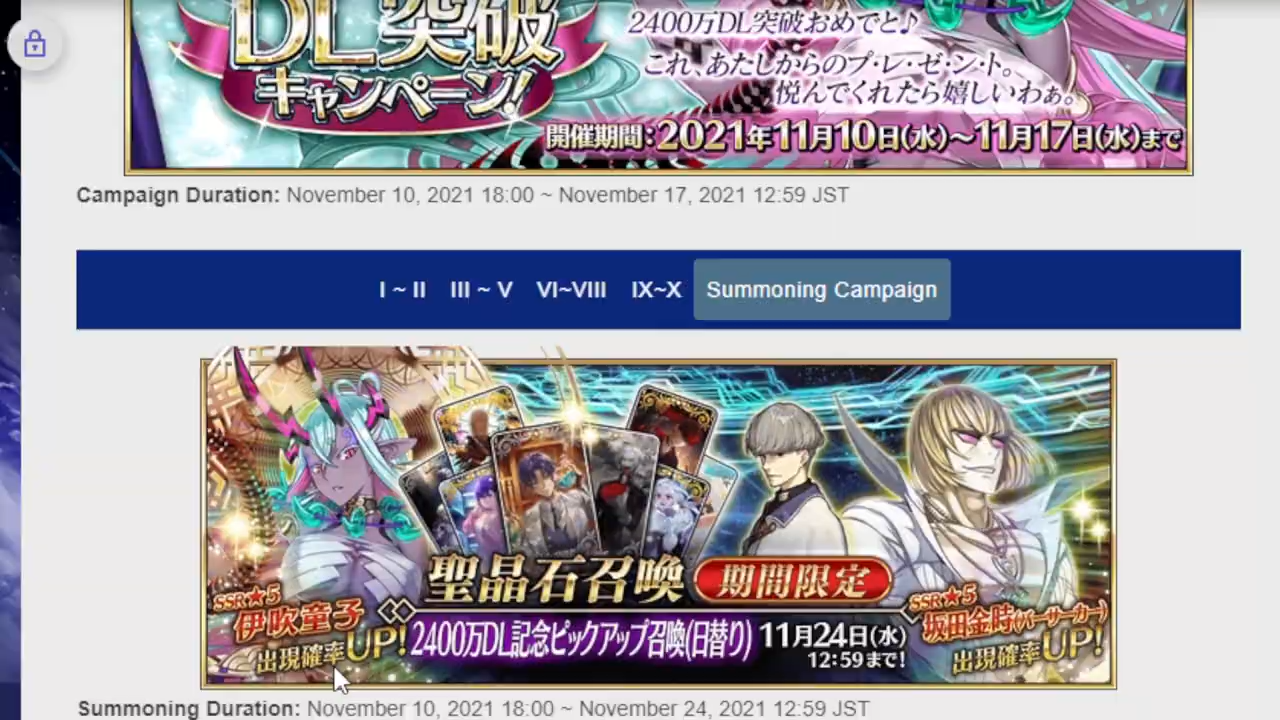 DL突破
キャンペーン!
2400万DL突破おめでと♪
これ、あたしからのプ・レ・ゼ・ン・ト。
悦んでくれたら嬉しいわぁ。
開催期間:2021年11月10日(水)～11月17日(水)まで
Campaign Duration: November 10, 2021 18:00 ~ November 17, 2021 12:59 JST
I ~ II III ~ V VI~VIII IX~X Summoning Campaign
聖晶石召喚 期間限定
SSR★5
伊吹童子
出現確率UP!
2400万DL記念ピックアップ召喚(日替り)
11月24日(水)
12:59まで!
SSR★5
坂田金時(バーサーカー)
出現確率UP!
Summoning Duration: November 10, 2021 18:00 ~ November 24, 2021 12:59 JST